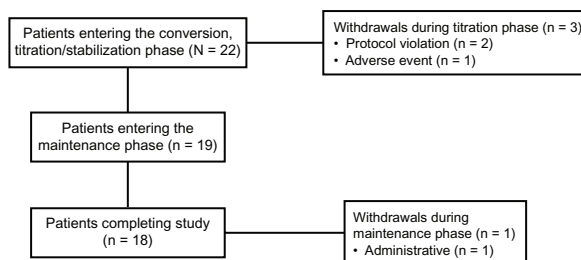 Patients entering the conversion,
titration/stabilization phase (N = 22)
Withdrawals during titration phase (n = 3)
• Protocol violation (n = 2)
• Adverse event (n = 1)
Patients entering the
maintenance phase (n = 19)
Patients completing study
(n = 18)
Withdrawals during
maintenance phase (n = 1)
• Administrative (n = 1)